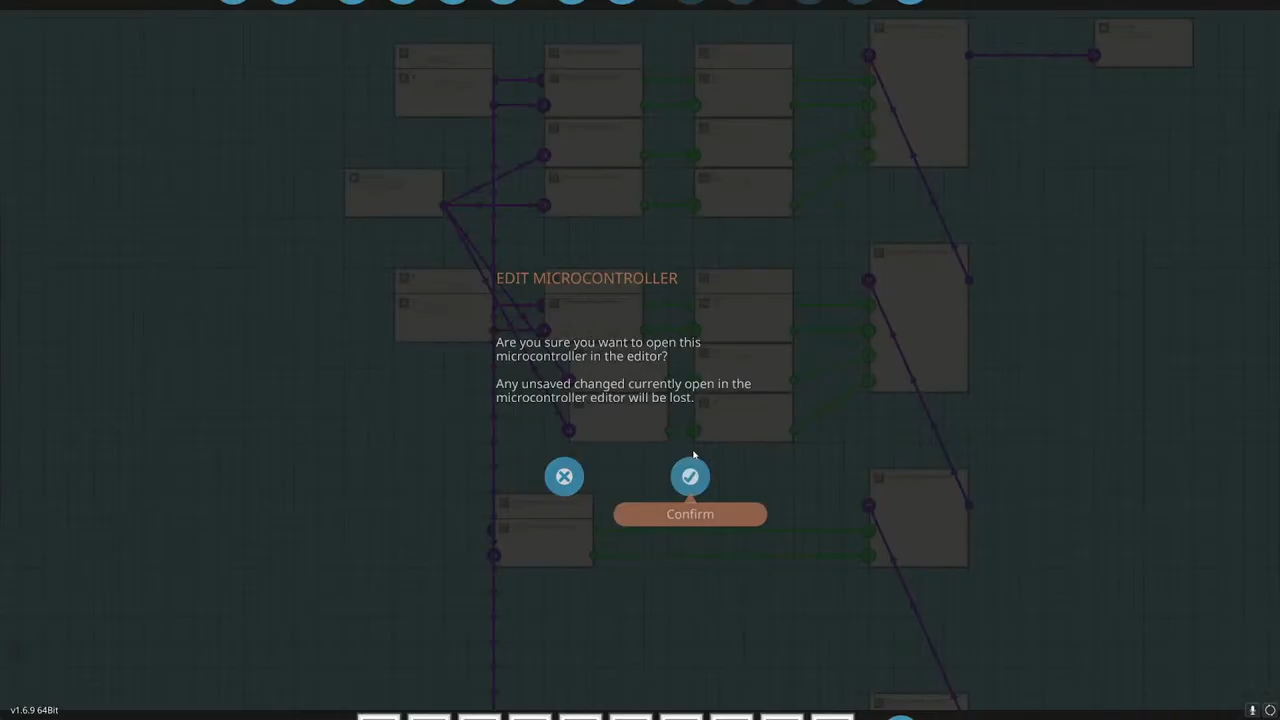 EDIT MICROCONTROLLER
Are you sure you want to open this
microcontroller in the editor?
Any unsaved changed currently open in the
microcontroller editor will be lost.
Confirm
v1.6.9 64Bit